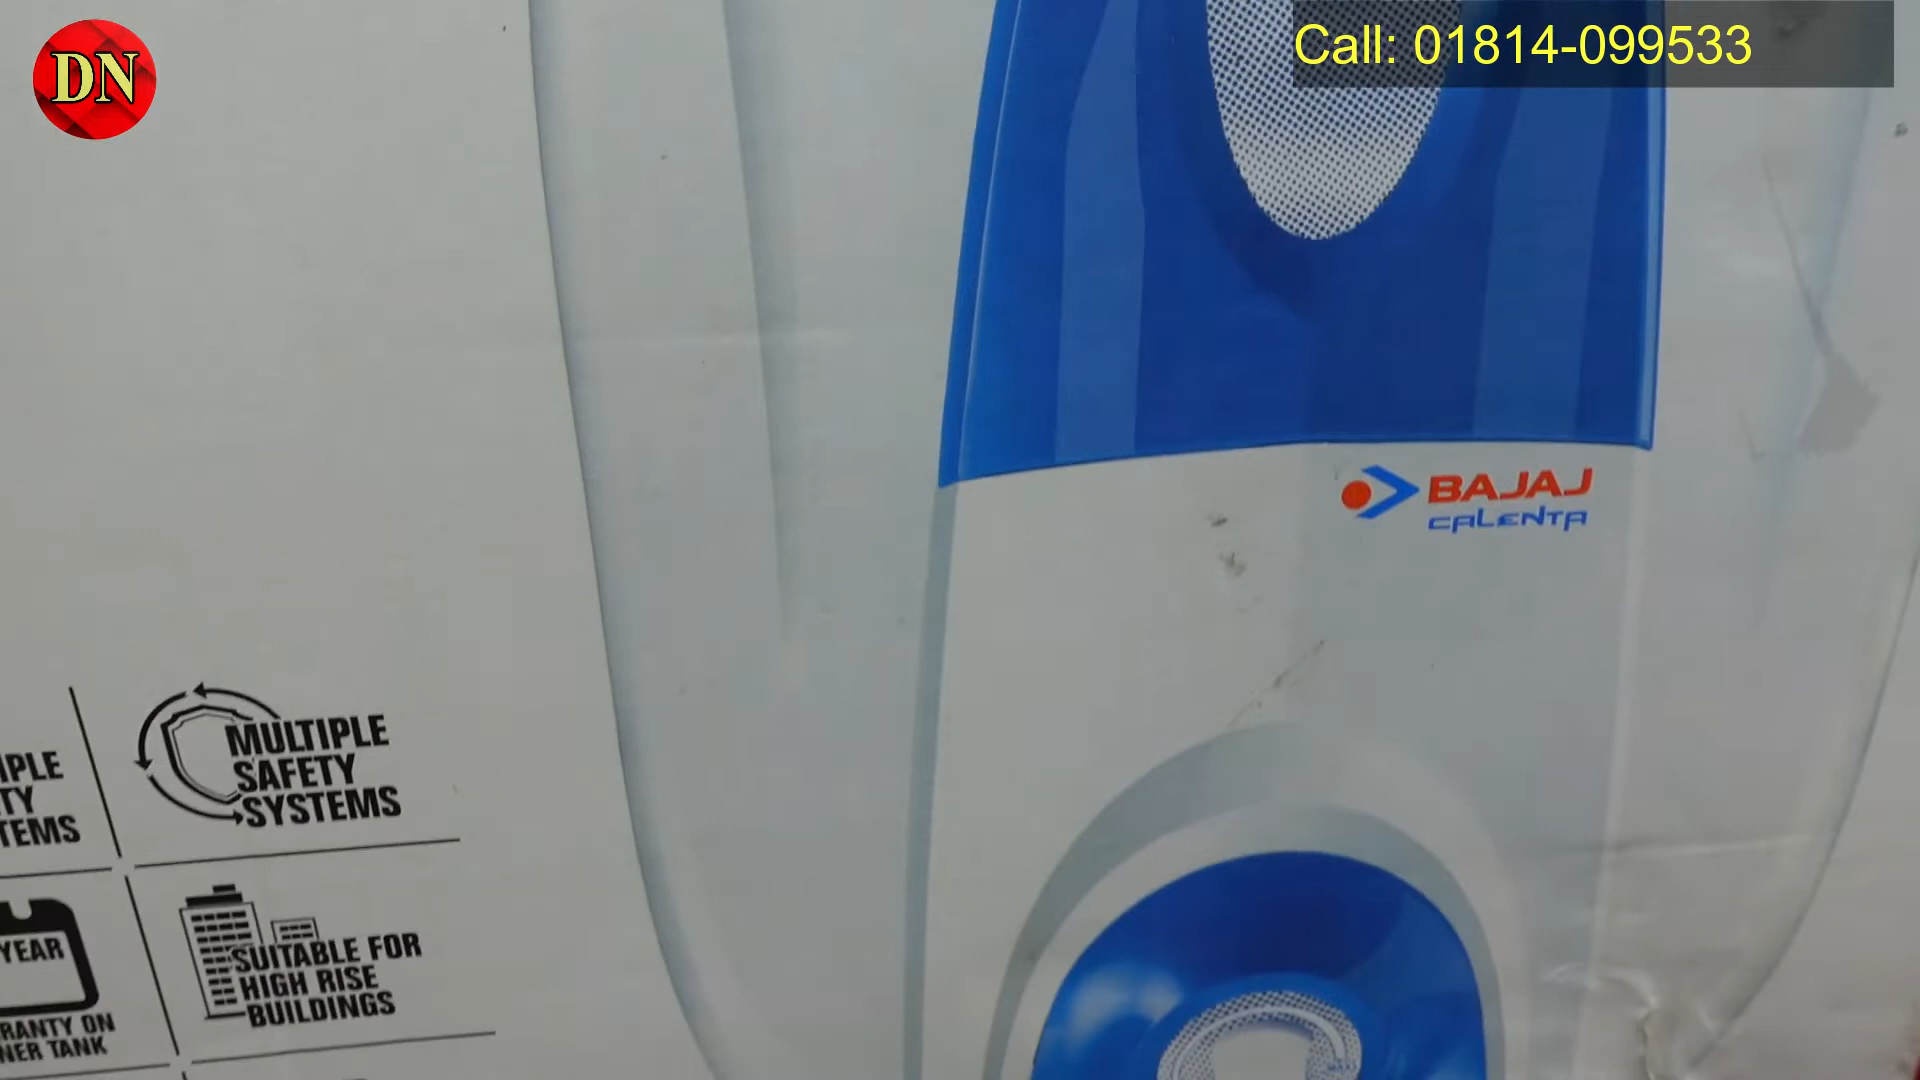 DN
Call: 01814-099533
BAJAJ
CALENTA
MULTIPLE
SAFETY
SYSTEMS
SUITABLE FOR
HIGH RISE
BUILDINGS
YEAR